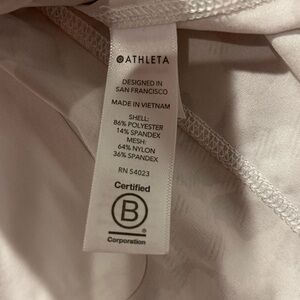 ATHLETA
DESIGNED IN
SAN FRANCISCO
MADE IN VIETNAM
SHELL:
86% POLYESTER
14% SPANDEX
MESH:
64% NYLON
36% SPANDEX
RN 54023
Certified
B
Corporation